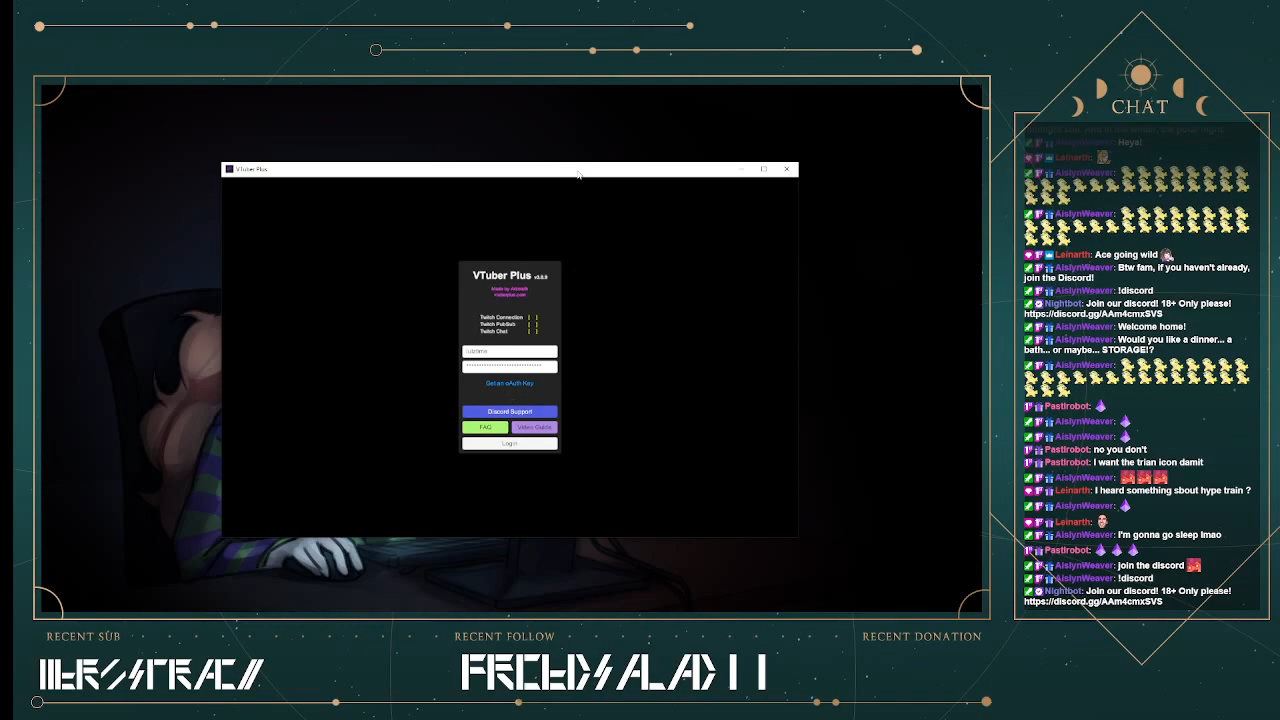 VTuber Plus
VTuber Plus v0.8.9
Twitch Connection
Twitch PubSub
Twitch Chat
Get an oAuth Key
Discord Support
FAQ
Video Guide
Login
CHAT
AislynWeaver: Heya!
Leinarth:
AislynWeaver:
AislynWeaver:
Leinarth: Ace going wild
AislynWeaver: Btw fam, If you haven't already,
join the Discord!
AislynWeaver: !discord
Nightbot: Join our discord! 18+ Only please!
https://discord.gg/AAm4cmxSVS
AislynWeaver: Welcome home!
AislynWeaver: Would you like a dinner... a
bath... or maybe... STORAGE!?
AislynWeaver:
Pastirobot:
AislynWeaver:
AislynWeaver:
Pastirobot: no you don't
Pastirobot: I want the trian icon damit
AislynWeaver:
Leinarth: I heard something sbout hype train ?
AislynWeaver:
Leinarth:
AislynWeaver: I'm gonna go sleep lmao
Pastirobot:
AislynWeaver: join the discord
AislynWeaver: !discord
Nightbot: Join our discord! 18+ Only please!
https://discord.gg/AAm4cmxSVS
RECENT SUB
RECENT FOLLOW
RECENT DONATION